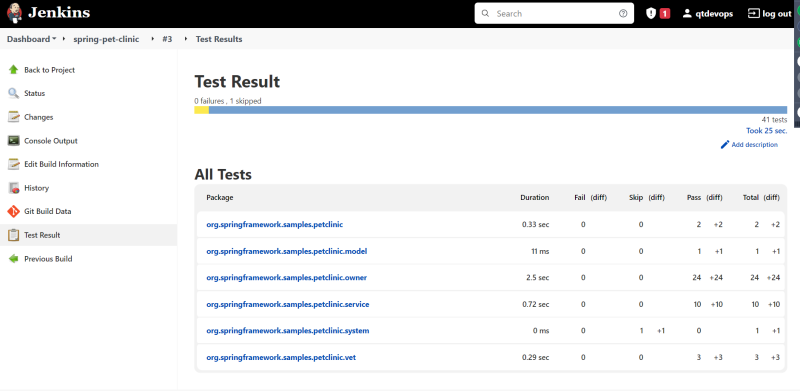 Jenkins
Search
1
qtdevops
log out
Dashboard
spring-pet-clinic
#3
Test Results
Back to Project
Status
Changes
Console Output
Edit Build Information
History
Git Build Data
Test Result
Previous Build
Test Result
0 failures , 1 skipped
41 tests
Took 25 sec.
Add description
All Tests
Package Duration Fail (diff) Skip (diff) Pass (diff) Total (diff)
org.springframework.samples.petclinic 0.33 sec 0 0 2 +2 2 +2
org.springframework.samples.petclinic.model 11 ms 0 0 1 +1 1 +1
org.springframework.samples.petclinic.owner 2.5 sec 0 0 24 +24 24 +24
org.springframework.samples.petclinic.service 0.72 sec 0 0 10 +10 10 +10
org.springframework.samples.petclinic.system 0 ms 0 1 +1 0 1 +1
org.springframework.samples.petclinic.vet 0.29 sec 0 0 3 +3 3 +3